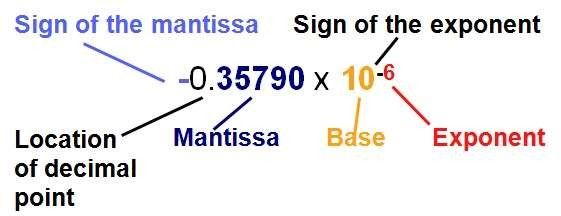 Sign of the mantissa
Sign of the exponent
-0.35790 x 10-6
Location
of decimal
point
Mantissa
Base
Exponent